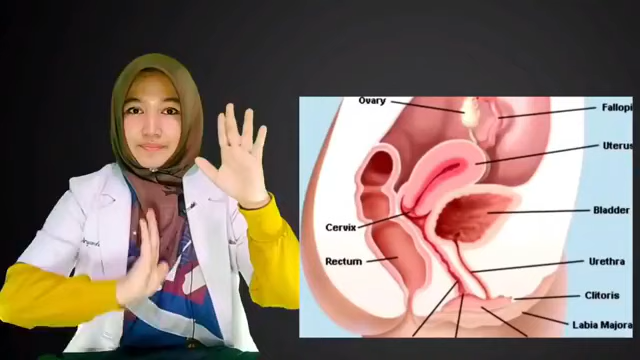 Ovary
Fallopi
Uterus
Bladder
Cervix
Rectum
Urethra
Clitoris
Labia Majora